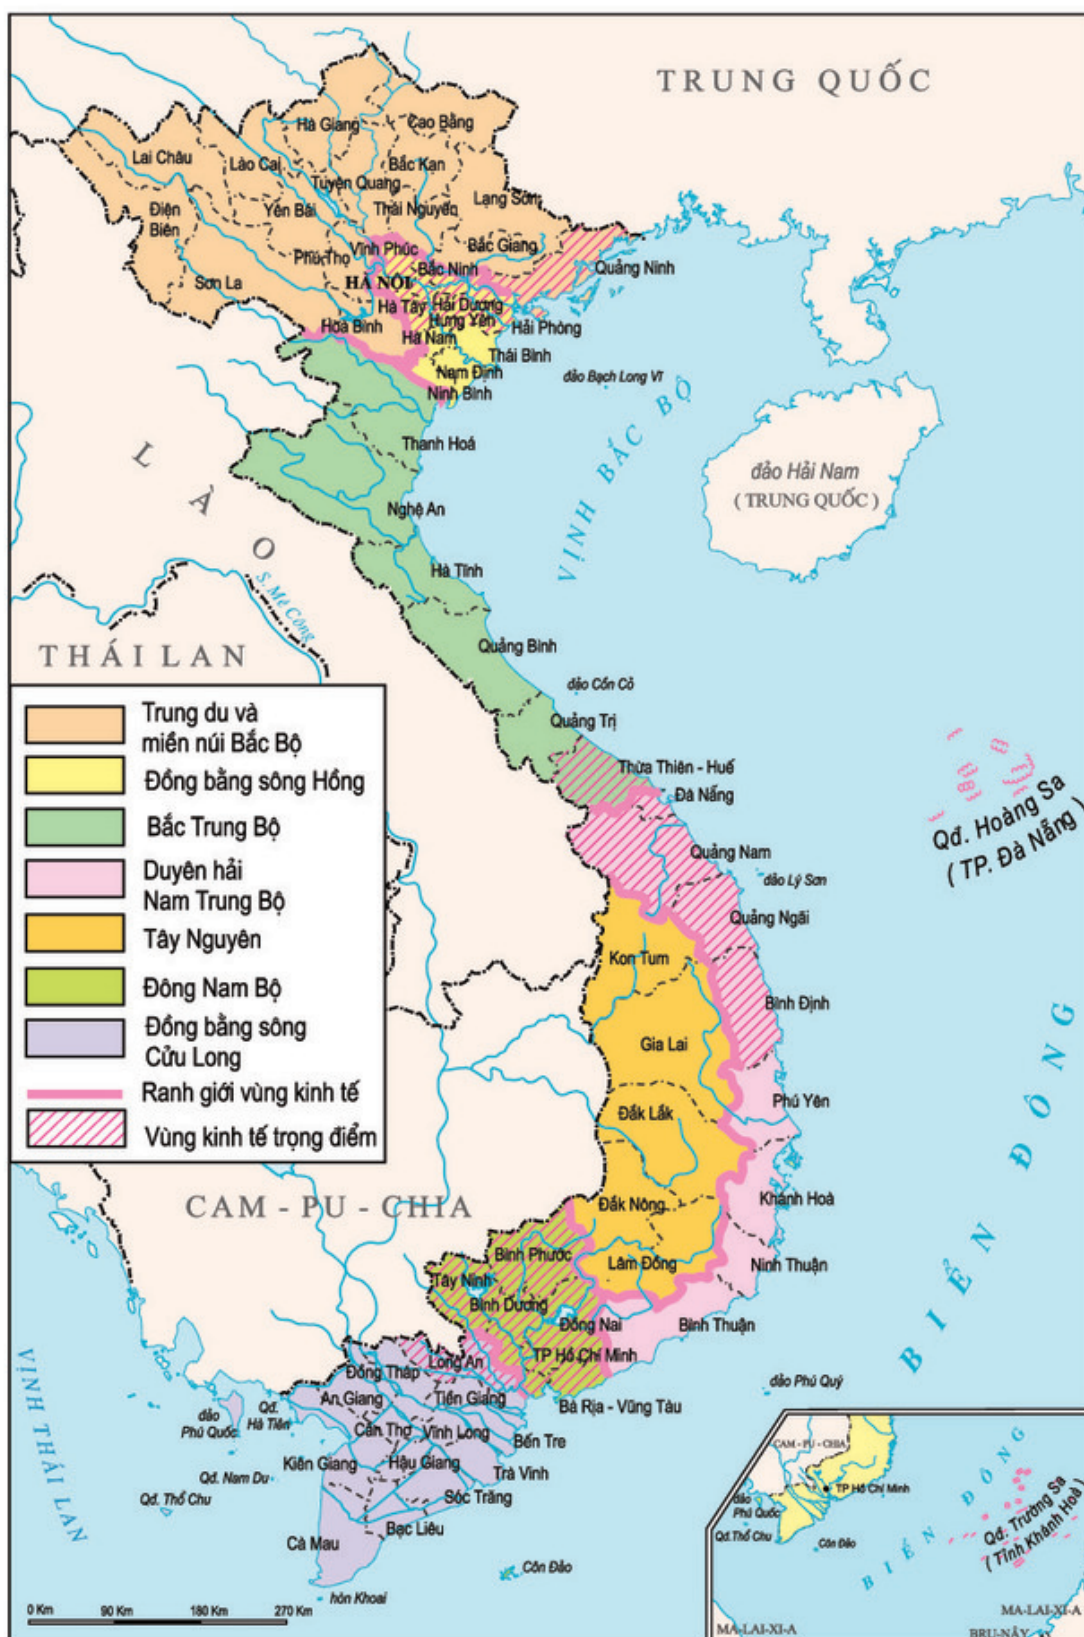 TRUNG QUỐC
Hà Giang
Cao Bằng
Lai Châu
Lào Cai
Bắc Kạn
Tuyên Quang
Lạng Sơn
Điện
Biên
Yên Bái
Thái Nguyên
Vĩnh Phúc
Bắc Giang
Phú Thọ
Bắc Ninh
Quảng Ninh
Sơn La
HÀ NỘI
Hà Tây
Hải Dương
Hưng Yên
Hải Phòng
Hoà Bình
Hà Nam
Thái Bình
Nam Định
Ninh Bình
đảo Bạch Long Vĩ
VỊNH BẮC BỘ
Thanh Hoá
LÀO
đảo Hải Nam
( TRUNG QUỐC )
Nghệ An
Hà Tĩnh
S. Mê Công
THÁI LAN
Quảng Bình
đảo Cồn Cỏ
Quảng Trị
Thừa Thiên - Huế
Đà Nẵng
Qđ. Hoàng Sa
( TP. Đà Nẵng )
Quảng Nam
đảo Lý Sơn
Quảng Ngãi
Kon Tum
Bình Định
Gia Lai
Phú Yên
Đắk Lắk
Khánh Hoà
Đắk Nông
Ninh Thuận
Lâm Đồng
Bình Thuận
BIỂN ĐÔNG
Trung du và
miền núi Bắc Bộ
Đồng bằng sông Hồng
Bắc Trung Bộ
Duyên hải
Nam Trung Bộ
Tây Nguyên
Đông Nam Bộ
Đồng bằng sông
Cửu Long
Ranh giới vùng kinh tế
Vùng kinh tế trọng điểm
CAM - PU - CHIA
Bình Phước
Tây Ninh
Bình Dương
Đồng Nai
TP Hồ Chí Minh
Bà Rịa - Vũng Tàu
Long An
Đồng Tháp
Tiền Giang
An Giang
Cần Thơ
Vĩnh Long
Bến Tre
Kiên Giang
Hậu Giang
Trà Vinh
Sóc Trăng
Bạc Liêu
Cà Mau
VỊNH THÁI LAN
đảo
Phú Quốc
Qđ.
Hà Tiên
Qđ. Nam Du
Qđ. Thổ Chu
hòn Khoai
Côn Đảo
đảo Phú Quý
0 Km 90 Km 180 Km 270 Km
CAM - PU - CHIA
TP Hồ Chí Minh
đảo
Phú Quốc
Qđ.Thổ Chu
Côn Đảo
BIỂN ĐÔNG
Qđ. Trường Sa
( Tỉnh Khánh Hoà )
MA-LAI-XI-A
MA-LAI-XI-A
BRU-NÂY